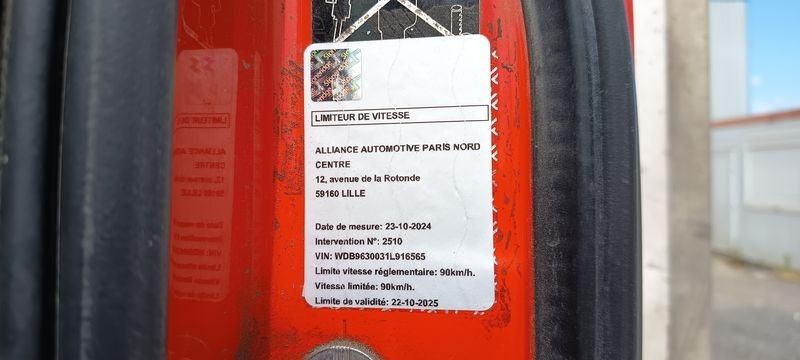 LIMITEUR DE VITESSE
ALLIANCE AUTOMOTIVE PARIS NORD
CENTRE
12, avenue de la Rotonde
59160 LILLE
Date de mesure: 23-10-2024
Intervention N°: 2510
VIN: WDB9630031L916565
Limite vitesse réglementaire: 90km/h.
Vitesse limitée: 90km/h.
Limite de validité: 22-10-2025